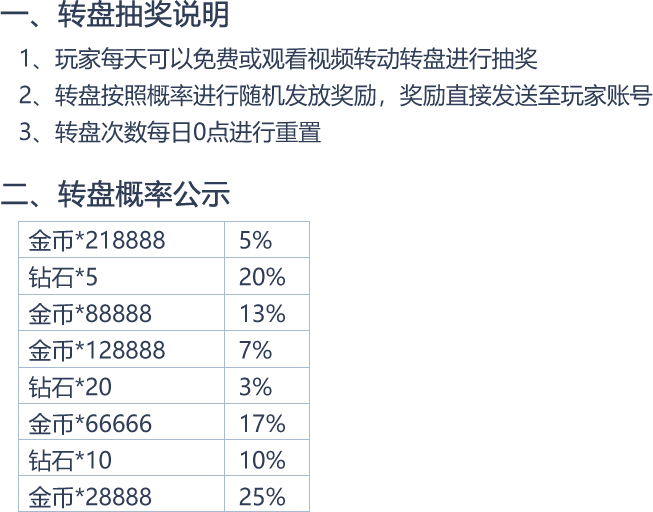 一、转盘抽奖说明
1、玩家每天可以免费或观看视频转动转盘进行抽奖
2、转盘按照概率进行随机发放奖励，奖励直接发送至玩家账号
3、转盘次数每日0点进行重置
二、转盘概率公示
金币*218888 5%
钻石*5 20%
金币*88888 13%
金币*128888 7%
钻石*20 3%
金币*66666 17%
钻石*10 10%
金币*28888 25%